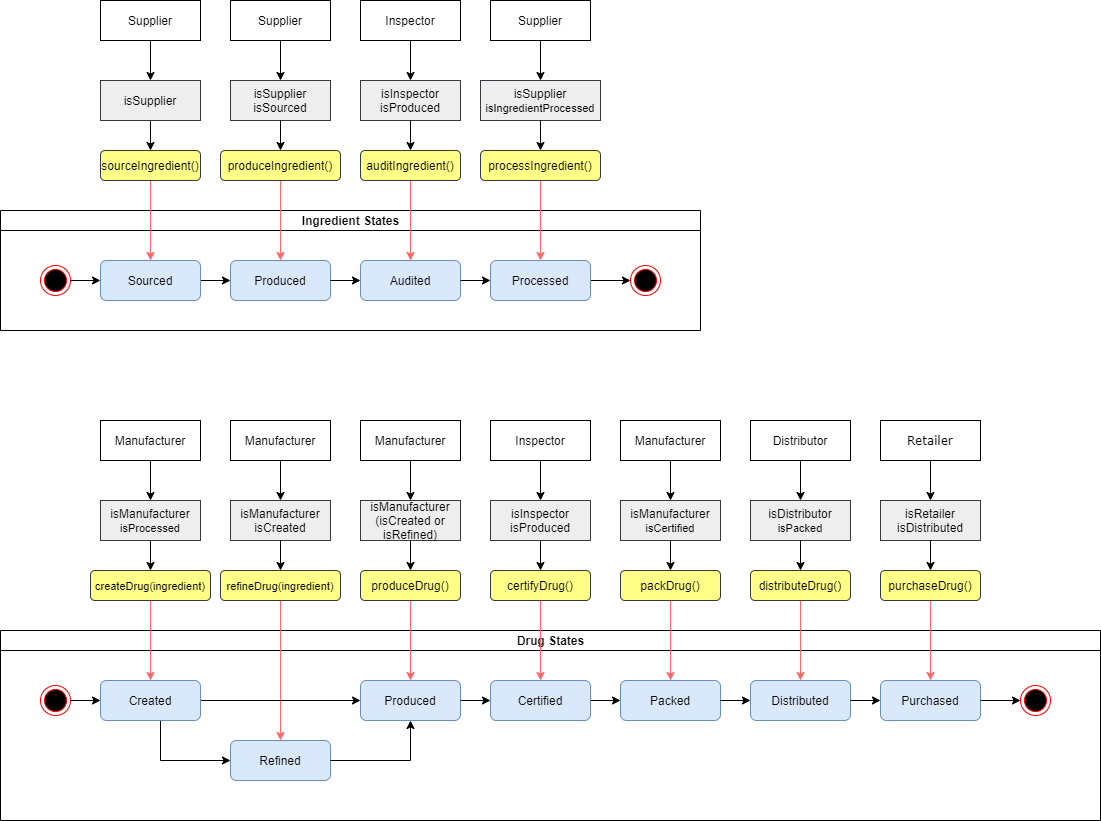 Supplier
Supplier
Inspector
Supplier
isSupplier
isSupplier
isSourced
isInspector
isProduced
isSupplier
isIngredientProcessed
sourceIngredient()
produceIngredient()
auditIngredient()
processIngredient()
Ingredient States
Sourced
Produced
Audited
Processed
Manufacturer
Manufacturer
Manufacturer
Inspector
Manufacturer
Distributor
Retailer
isManufacturer
isProcessed
isManufacturer
isCreated
isManufacturer
(isCreated or
isRefined)
isInspector
isProduced
isManufacturer
isCertified
isDistributor
isPacked
isRetailer
isDistributed
createDrug(ingredient)
refineDrug(ingredient)
produceDrug()
certifyDrug()
packDrug()
distributeDrug()
purchaseDrug()
Drug States
Created
Produced
Certified
Packed
Distributed
Purchased
Refined